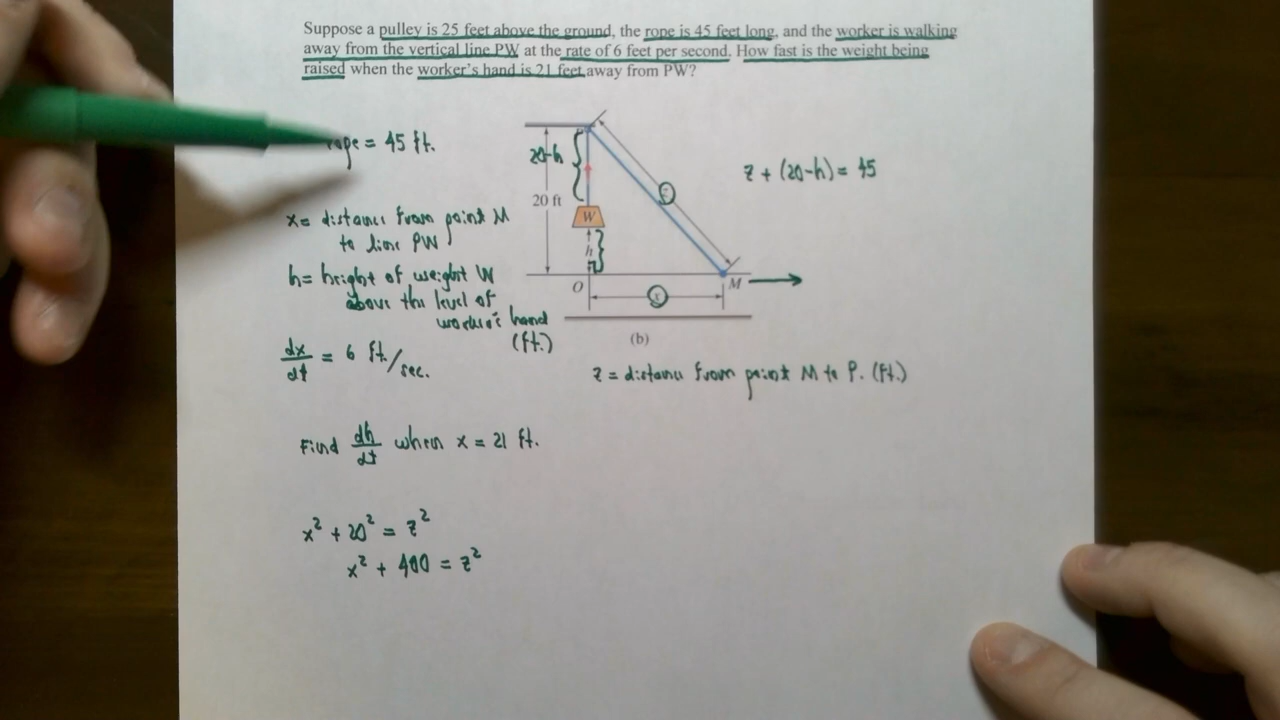 Suppose a pulley is 25 feet above the ground, the rope is 45 feet long, and the worker is walking
away from the vertical line PW at the rate of 6 feet per second. How fast is the weight being
raised when the worker's hand is 21 feet away from PW?
rope = 45 ft.
20-h
z
z + (20-h) = 45
20 ft
W
x = distance from point M
to line PW
h
h = height of weight W
above the level of
worker's hand
(ft.)
O
x
M
(b)
dx/dt = 6 ft/sec.
z = distance from point M to P. (ft.)
Find dh/dt when x = 21 ft.
x² + 20² = z²
x² + 400 = z²